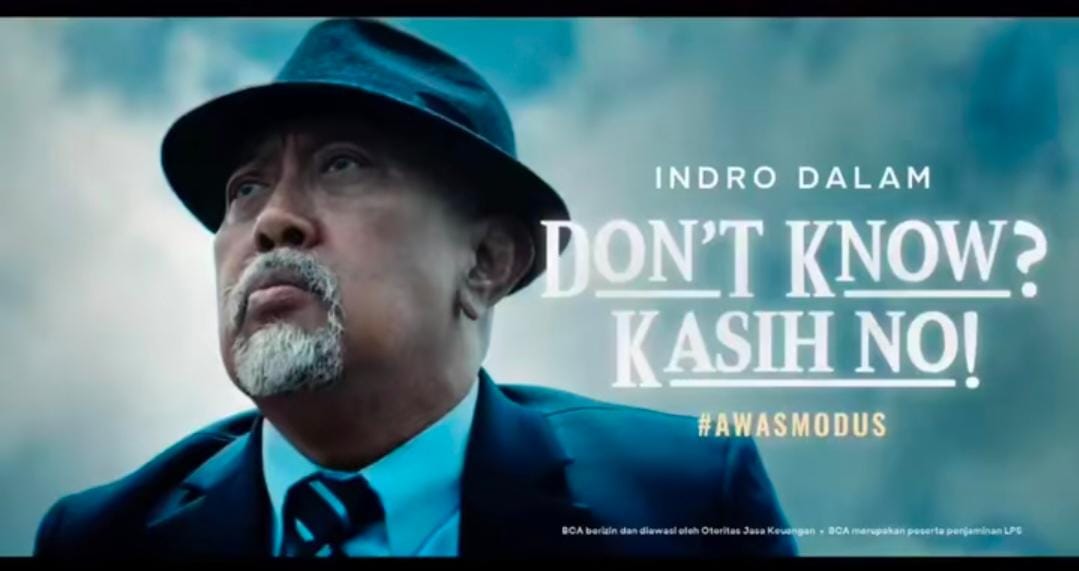 INDRO DALAM
DON'T KNOW?
KASIH NO!
#AWASMODUS
BCA berizin dan diawasi oleh Otoritas Jasa Keuangan • BCA merupakan peserta penjaminan LPS